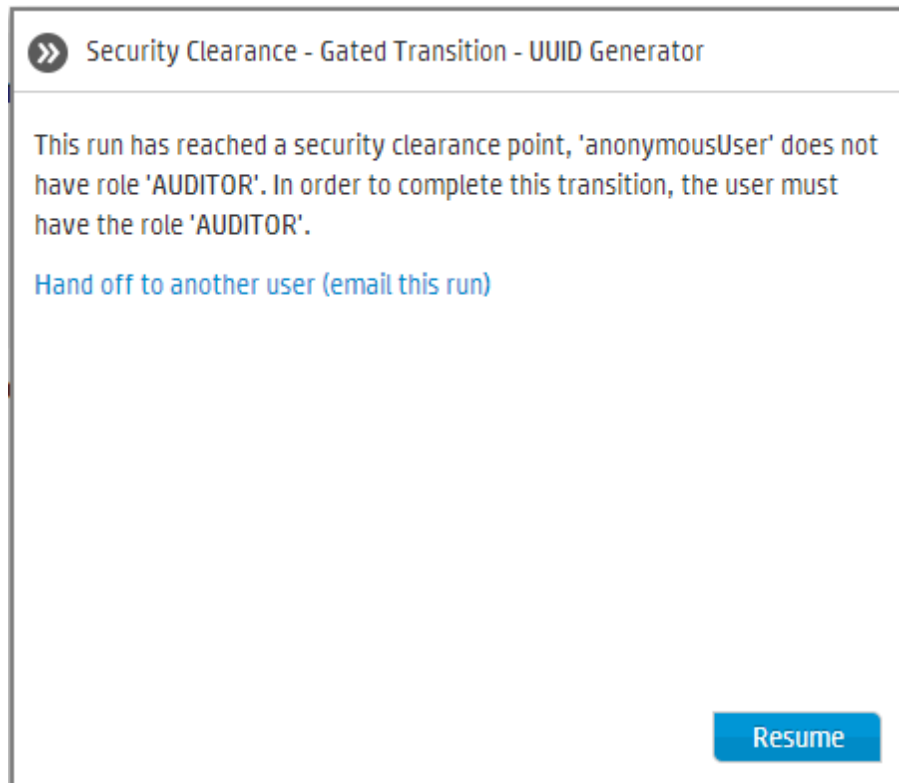 Security Clearance - Gated Transition - UUID Generator
This run has reached a security clearance point, 'anonymousUser' does not
have role 'AUDITOR'. In order to complete this transition, the user must
have the role 'AUDITOR'.
Hand off to another user (email this run)
Resume